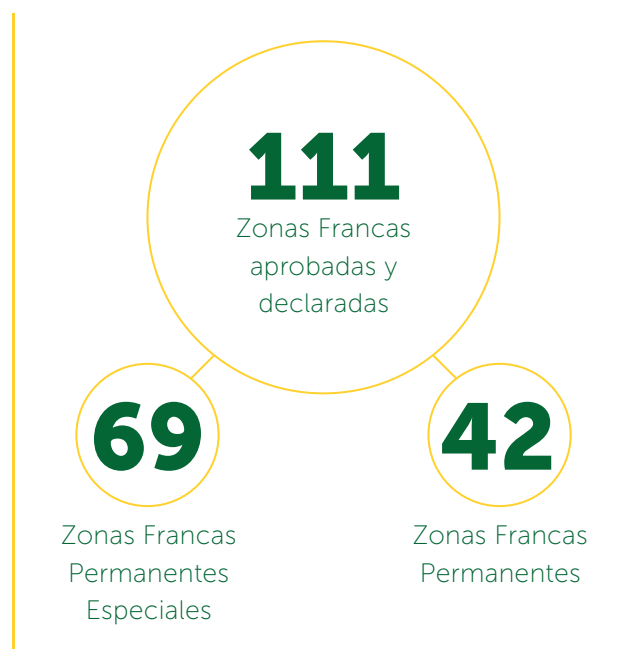 111
Zonas Francas
aprobadas y
declaradas
69
Zonas Francas
Permanentes
Especiales
42
Zonas Francas
Permanentes